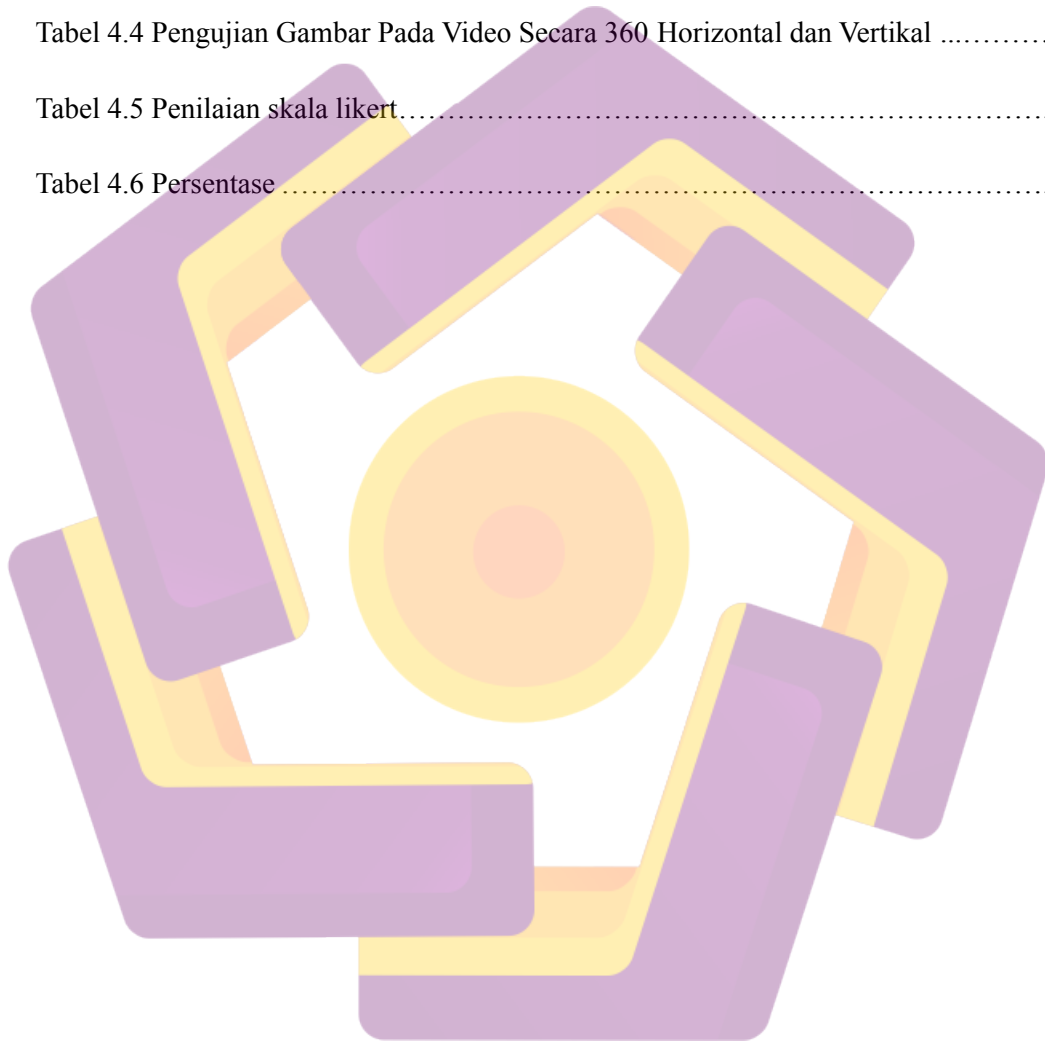 Tabel 4.4 Pengujian Gambar Pada Video Secara 360 Horizontal dan Vertikal ...………
Tabel 4.5 Penilaian skala likert……………………………………………………………………
Tabel 4.6 Persentase………………………………………………………………………………